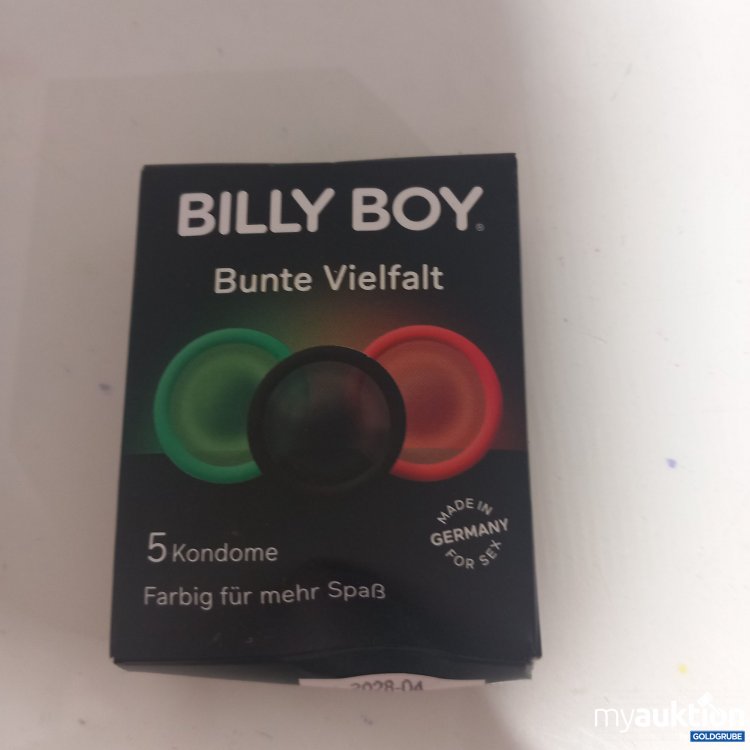 BILLY BOY®
Bunte Vielfalt
MADE IN
GERMANY
FOR SEX
5 Kondome
Farbig für mehr Spaß
2028-04
myauktion
GOLDGRUBE